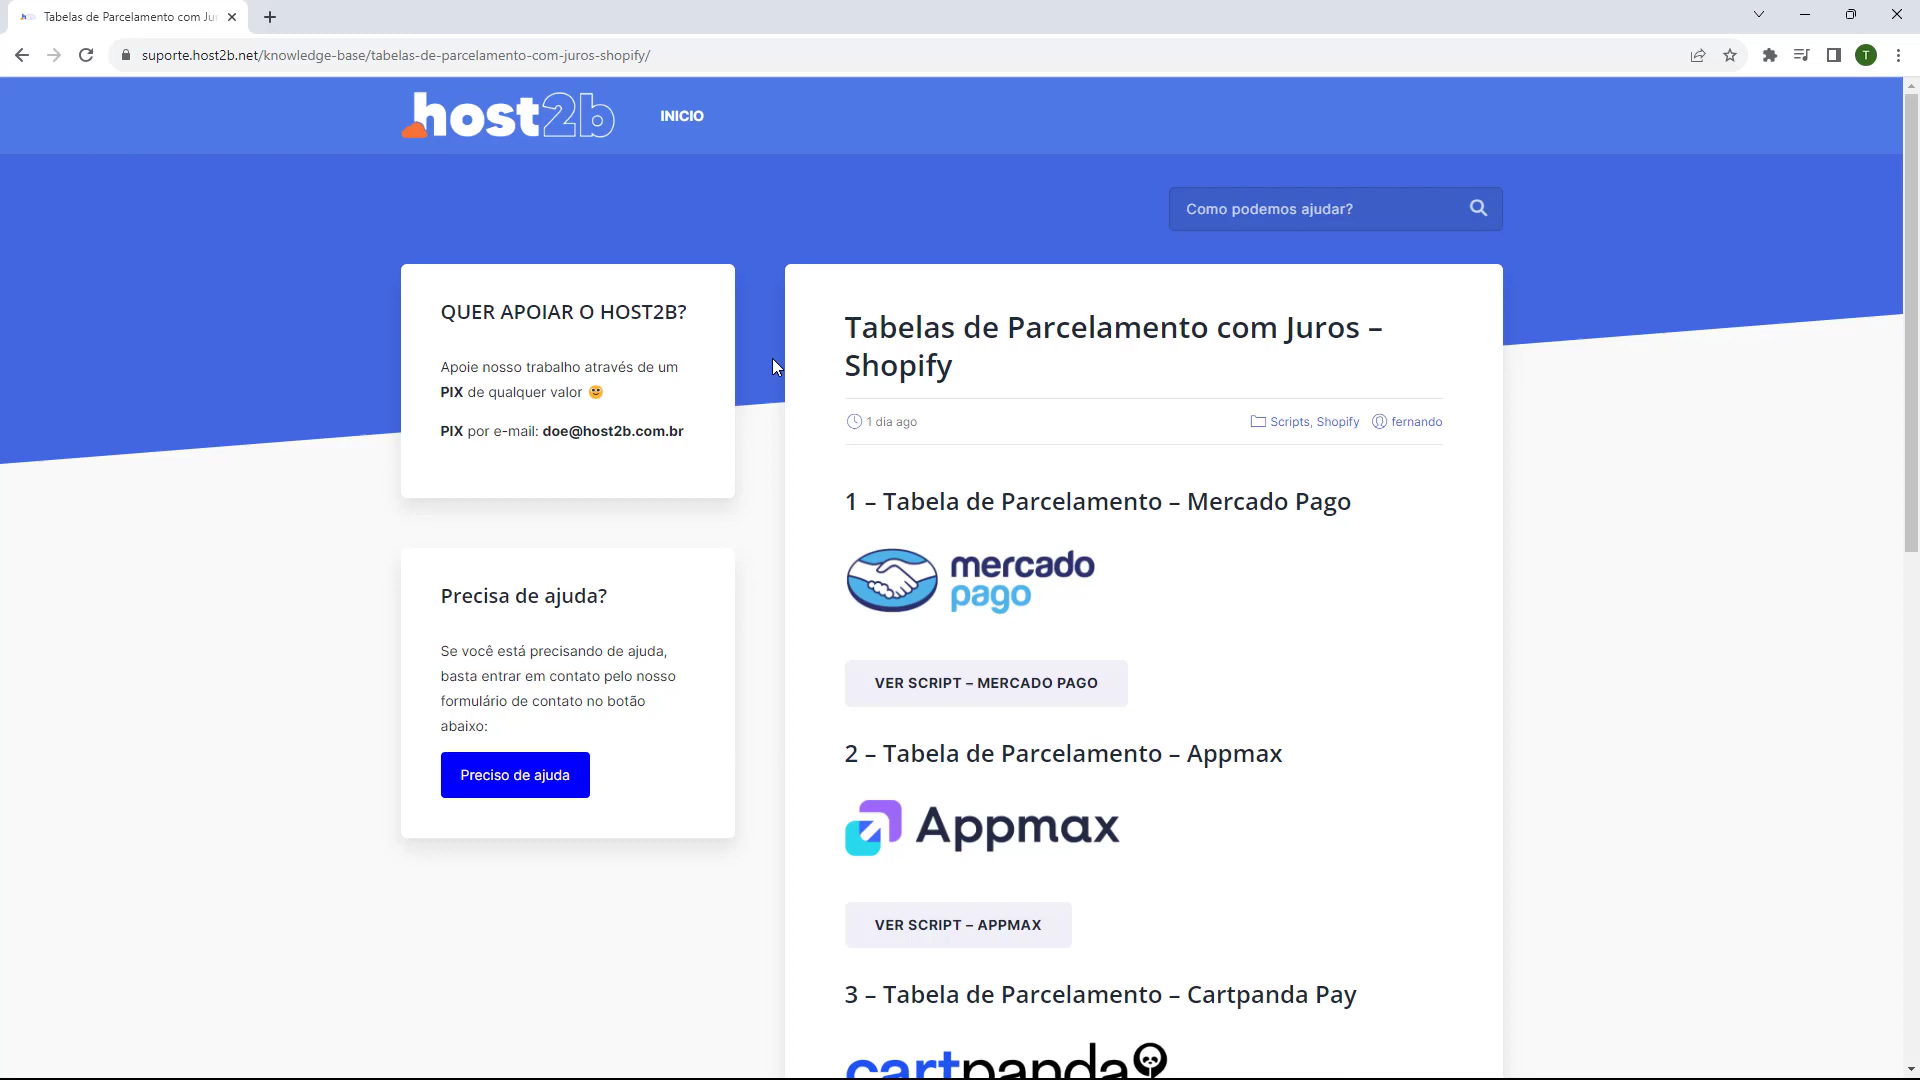 Tabelas de Parcelamento com Ju
suporte.host2b.net/knowledge-base/tabelas-de-parcelamento-com-juros-shopify/
T
host2b
INICIO
Como podemos ajudar?
QUER APOIAR O HOST2B?
Apoie nosso trabalho através de um
PIX de qualquer valor
PIX por e-mail: doe@host2b.com.br
Precisa de ajuda?
Se você está precisando de ajuda,
basta entrar em contato pelo nosso
formulário de contato no botão
abaixo:
Preciso de ajuda
Tabelas de Parcelamento com Juros –
Shopify
1 dia ago
Scripts, Shopify
fernando
1 – Tabela de Parcelamento – Mercado Pago
mercado
pago
VER SCRIPT – MERCADO PAGO
2 – Tabela de Parcelamento – Appmax
Appmax
VER SCRIPT – APPMAX
3 – Tabela de Parcelamento – Cartpanda Pay
cartpanda